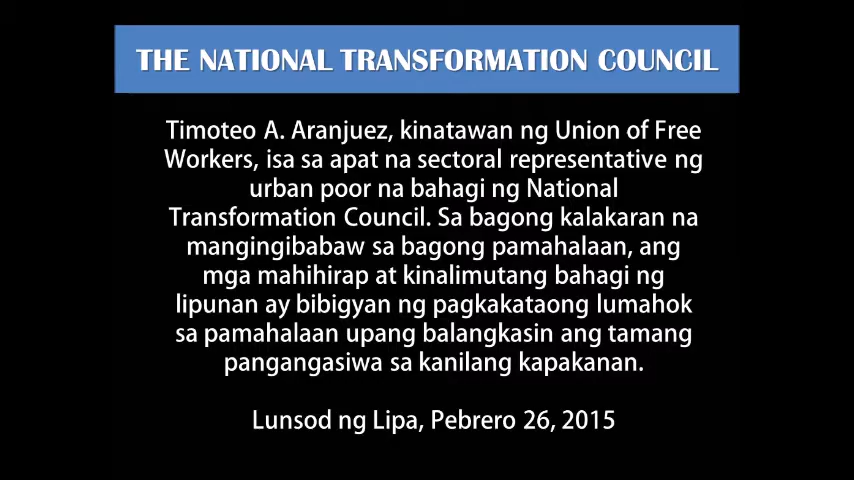 THE NATIONAL TRANSFORMATION COUNCIL
Timoteo A. Aranjuez, kinatawan ng Union of Free
Workers, isa sa apat na sectoral representative ng
urban poor na bahagi ng National
Transformation Council. Sa bagong kalakaran na
mangingibabaw sa bagong pamahalaan, ang
mga mahihirap at kinalimutang bahagi ng
lipunan ay bibigyan ng pagkakataong lumahok
sa pamahalaan upang balangkasin ang tamang
pangangasiwa sa kanilang kapakanan.
Lunsod ng Lipa, Pebrero 26, 2015